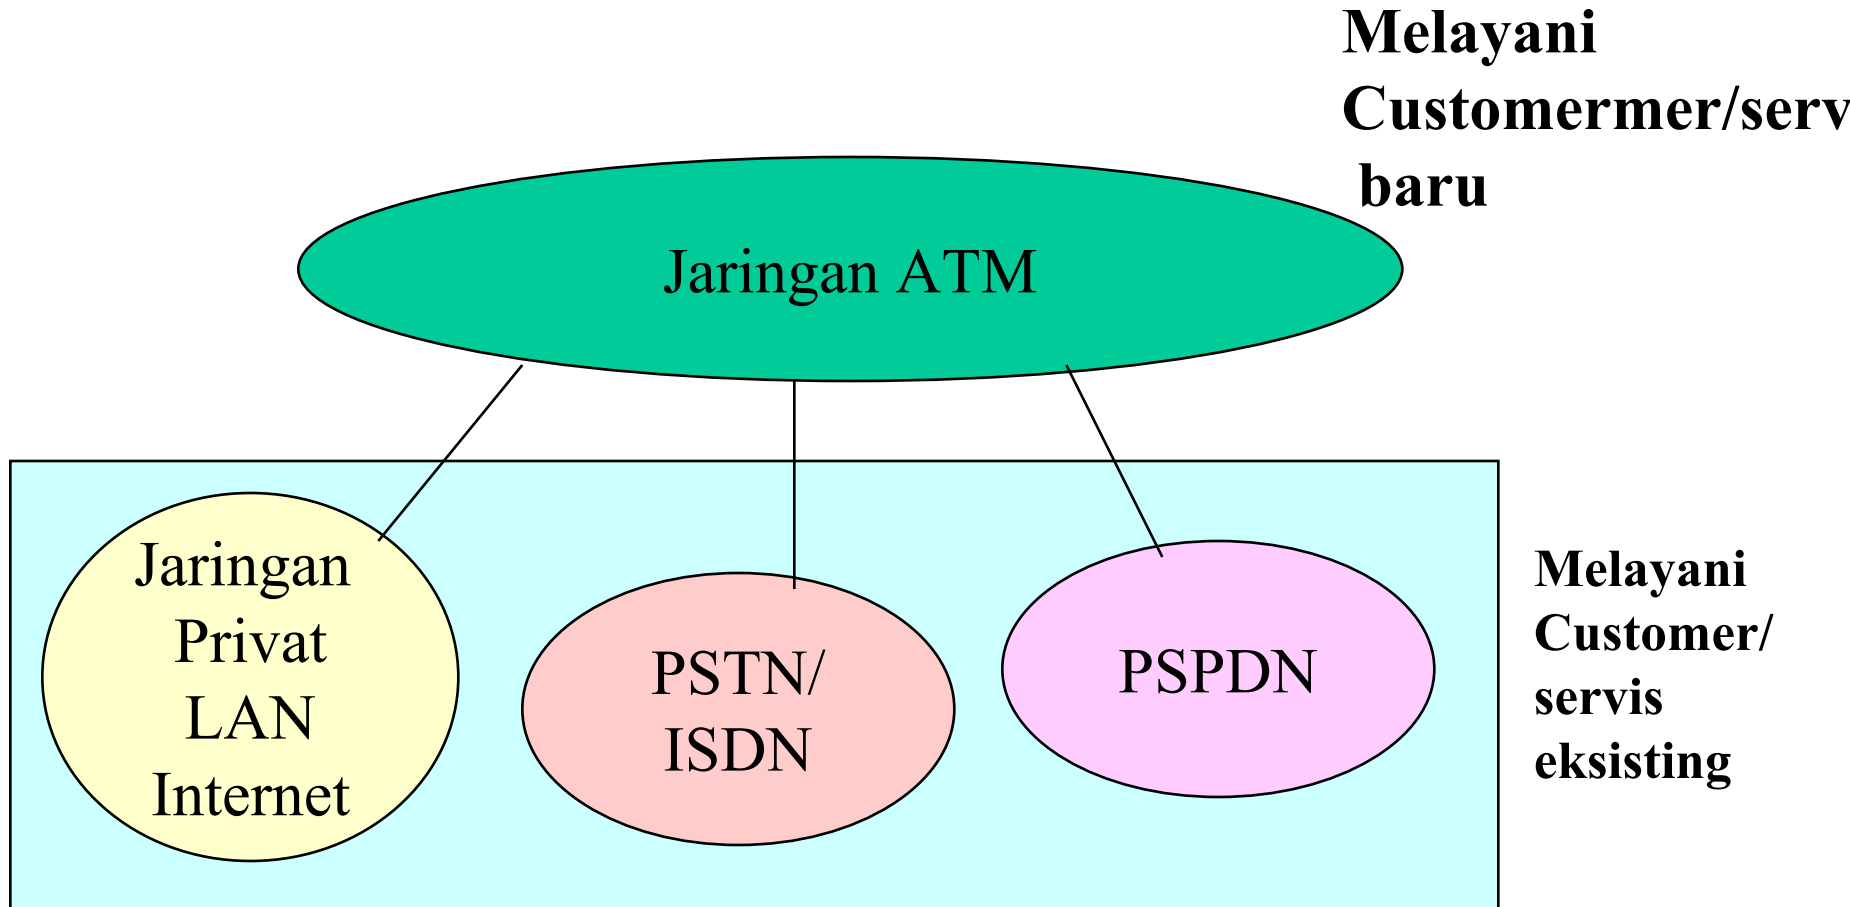 Melayani
Customermer/serv
baru
Jaringan ATM
Jaringan
Privat
LAN
Internet
PSTN/
ISDN
PSPDN
Melayani
Customer/
servis
eksisting